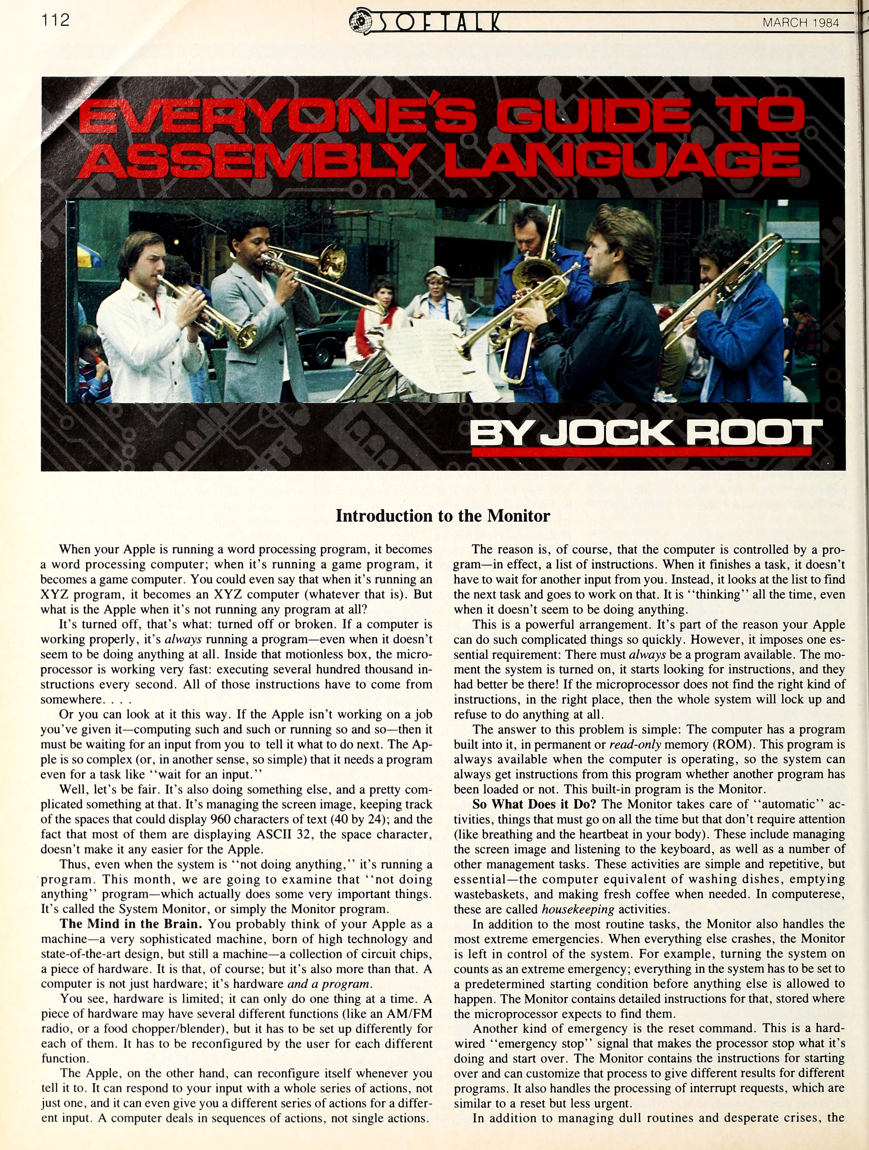 112
SOFTALK
MARCH 1984
EVERYONE'S GUIDE TO
ASSEMBLY LANGUAGE
BY JOCK ROOT
Introduction to the Monitor
When your Apple is running a word processing program, it becomes
a word processing computer; when it's running a game program, it
becomes a game computer. You could even say that when it's running an
XYZ program, it becomes an XYZ computer (whatever that is). But
what is the Apple when it's not running any program at all?
It's turned off, that's what: turned off or broken. If a computer is
working properly, it's always running a program—even when it doesn't
seem to be doing anything at all. Inside that motionless box, the micro-
processor is working very fast: executing several hundred thousand in-
structions every second. All of those instructions have to come from
somewhere. . . .
Or you can look at it this way. If the Apple isn't working on a job
you've given it—computing such and such or running so and so—then it
must be waiting for an input from you to tell it what to do next. The Ap-
ple is so complex (or, in another sense, so simple) that it needs a program
even for a task like ‘‘wait for an input.’’
Well, let's be fair. It's also doing something else, and a pretty com-
plicated something at that. It's managing the screen image, keeping track
of the spaces that could display 960 characters of text (40 by 24); and the
fact that most of them are displaying ASCII 32, the space character,
doesn't make it any easier for the Apple.
Thus, even when the system is ‘‘not doing anything,’’ it's running a
program. This month, we are going to examine that ‘‘not doing
anything’’ program—which actually does some very important things.
It's called the System Monitor, or simply the Monitor program.
The Mind in the Brain. You probably think of your Apple as a
machine—a very sophisticated machine, born of high technology and
state-of-the-art design, but still a machine—a collection of circuit chips,
a piece of hardware. It is that, of course; but it's also more than that. A
computer is not just hardware; it's hardware and a program.
You see, hardware is limited; it can only do one thing at a time. A
piece of hardware may have several different functions (like an AM/FM
radio, or a food chopper/blender), but it has to be set up differently for
each of them. It has to be reconfigured by the user for each different
function.
The Apple, on the other hand, can reconfigure itself whenever you
tell it to. It can respond to your input with a whole series of actions, not
just one, and it can even give you a different series of actions for a differ-
ent input. A computer deals in sequences of actions, not single actions.
The reason is, of course, that the computer is controlled by a pro-
gram—in effect, a list of instructions. When it finishes a task, it doesn't
have to wait for another input from you. Instead, it looks at the list to find
the next task and goes to work on that. It is ‘‘thinking’’ all the time, even
when it doesn't seem to be doing anything.
This is a powerful arrangement. It's part of the reason your Apple
can do such complicated things so quickly. However, it imposes one es-
sential requirement: There must always be a program available. The mo-
ment the system is turned on, it starts looking for instructions, and they
had better be there! If the microprocessor does not find the right kind of
instructions, in the right place, then the whole system will lock up and
refuse to do anything at all.
The answer to this problem is simple: The computer has a program
built into it, in permanent or read-only memory (ROM). This program is
always available when the computer is operating, so the system can
always get instructions from this program whether another program has
been loaded or not. This built-in program is the Monitor.
So What Does it Do? The Monitor takes care of ‘‘automatic’’ ac-
tivities, things that must go on all the time but that don't require attention
(like breathing and the heartbeat in your body). These include managing
the screen image and listening to the keyboard, as well as a number of
other management tasks. These activities are simple and repetitive, but
essential—the computer equivalent of washing dishes, emptying
wastebaskets, and making fresh coffee when needed. In computerese,
these are called housekeeping activities.
In addition to the most routine tasks, the Monitor also handles the
most extreme emergencies. When everything else crashes, the Monitor
is left in control of the system. For example, turning the system on
counts as an extreme emergency; everything in the system has to be set to
a predetermined starting condition before anything else is allowed to
happen. The Monitor contains detailed instructions for that, stored where
the microprocessor expects to find them.
Another kind of emergency is the reset command. This is a hard-
wired ‘‘emergency stop’’ signal that makes the processor stop what it's
doing and start over. The Monitor contains the instructions for starting
over and can customize that process to give different results for different
programs. It also handles the processing of interrupt requests, which are
similar to a reset but less urgent.
In addition to managing dull routines and desperate crises, the